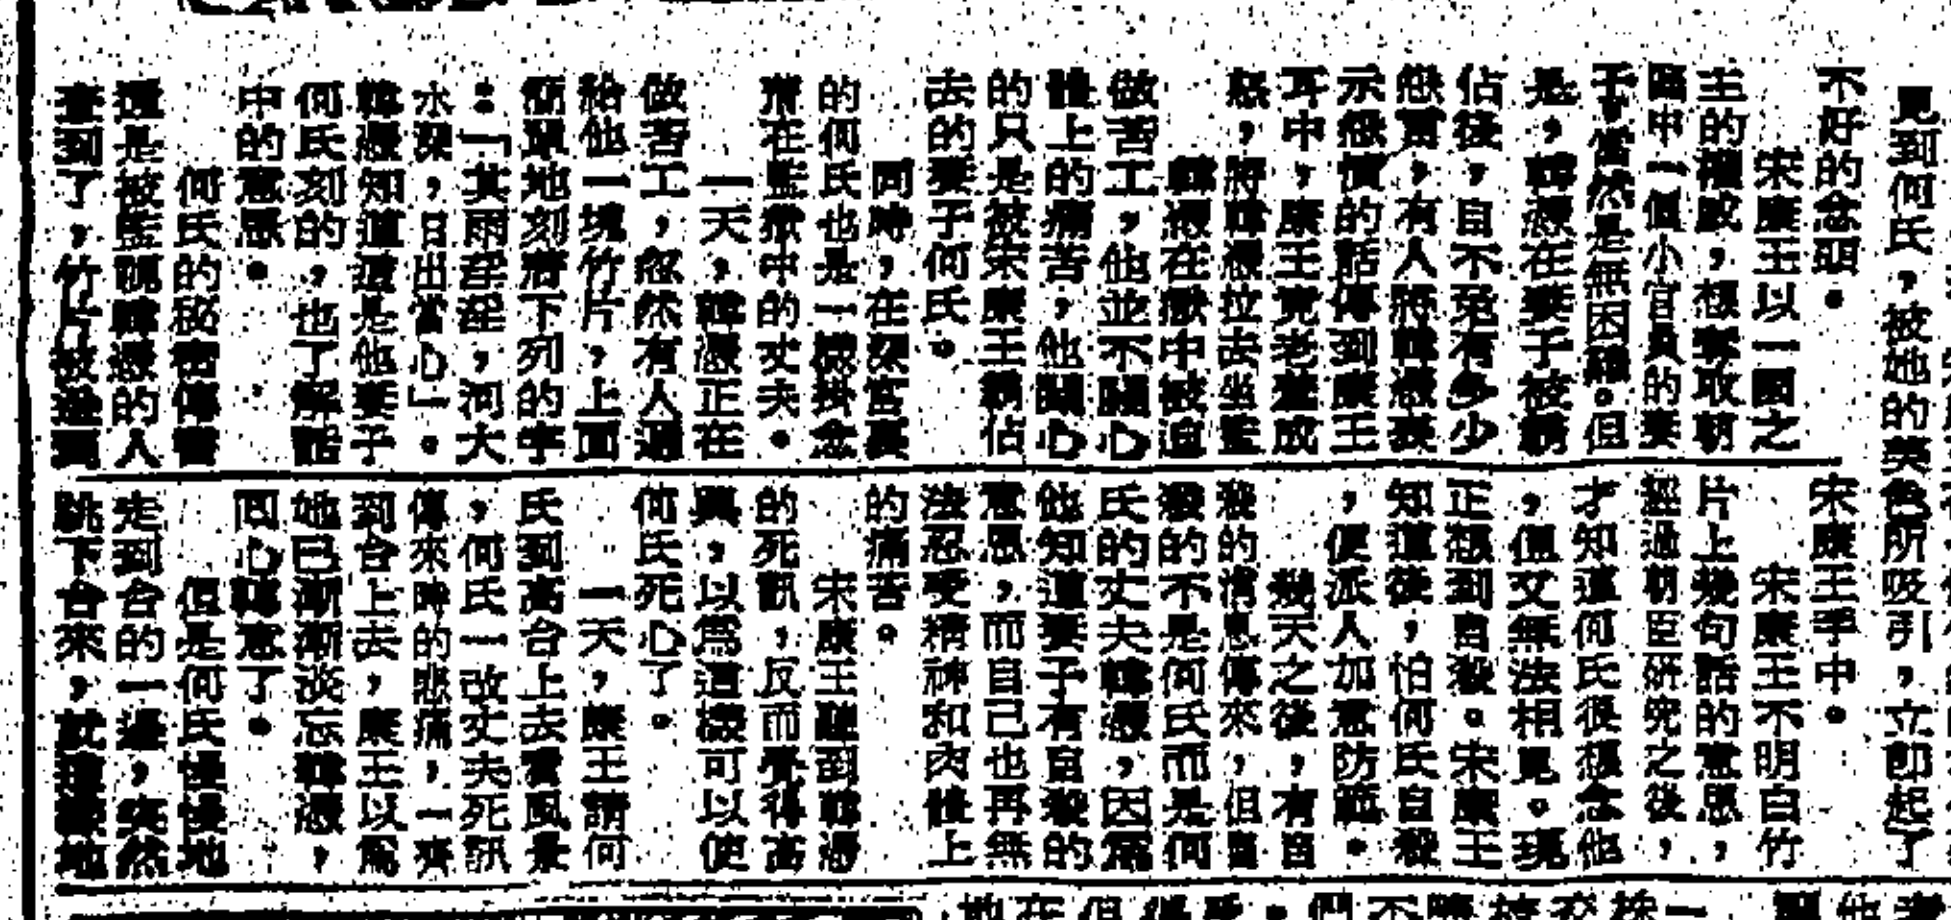 見到何氏，被她的美色所吸引，立即起了
不好的念頭。
宋康王以一國之
主的權威，想奪取朝
臣中一個小官員的妻
子，當然是無困難。但
是，韓憑在妻子被霸
佔後，自不免有多少
怨言，有人將韓憑表
示怨憤的話傳到康王
耳中，康王竟老羞成
怒，將韓憑拉去坐監
韓憑在獄中被迫
做苦工，他並不關心
體上的痛苦，他關心
的只是被宋康王霸佔
去的妻子何氏。
同時，在深宮裏
的何氏也是一樣掛念
着在監獄中的丈夫。
一天，韓憑正在
做苦工，忽然有人遞
給他一塊竹片，上面
簡單地刻着下列的字
：「其雨淫淫，河大
水深，日出當心」。
韓憑知道這是他妻子
何氏刻的，也了解話
中的意思。
何氏的秘密傳書
還是被監視韓憑的人
查到了，竹片被送到
宋康王手中。
宋康王不明白竹
片上幾句話的意思，
經過朝臣研究之後，
才知道何氏很想念他
，但又無法相見。現
正想到自殺。宋康王
知道後，怕何氏自殺
，便派人加意防範。
幾天之後，有自
殺的消息傳來，但自
殺的不是何氏而是何
氏的丈夫韓憑，因爲
他知道妻子有自殺的
意思，而自己也再無
法忍受精神和肉體上
的痛苦。
宋康王聽到韓憑
的死訊，反而覺得高
興，以爲這樣可以使
何氏死心了。
一天，康王請何
氏到高台上去看風景
，何氏一改丈夫死訊
傳來時的悲痛，一齊
到台上去，康王以爲
她已漸漸淡忘韓憑，
回心轉意了。
但是何氏慢慢地
走到台的一邊，突然
跳下台來，就這樣地